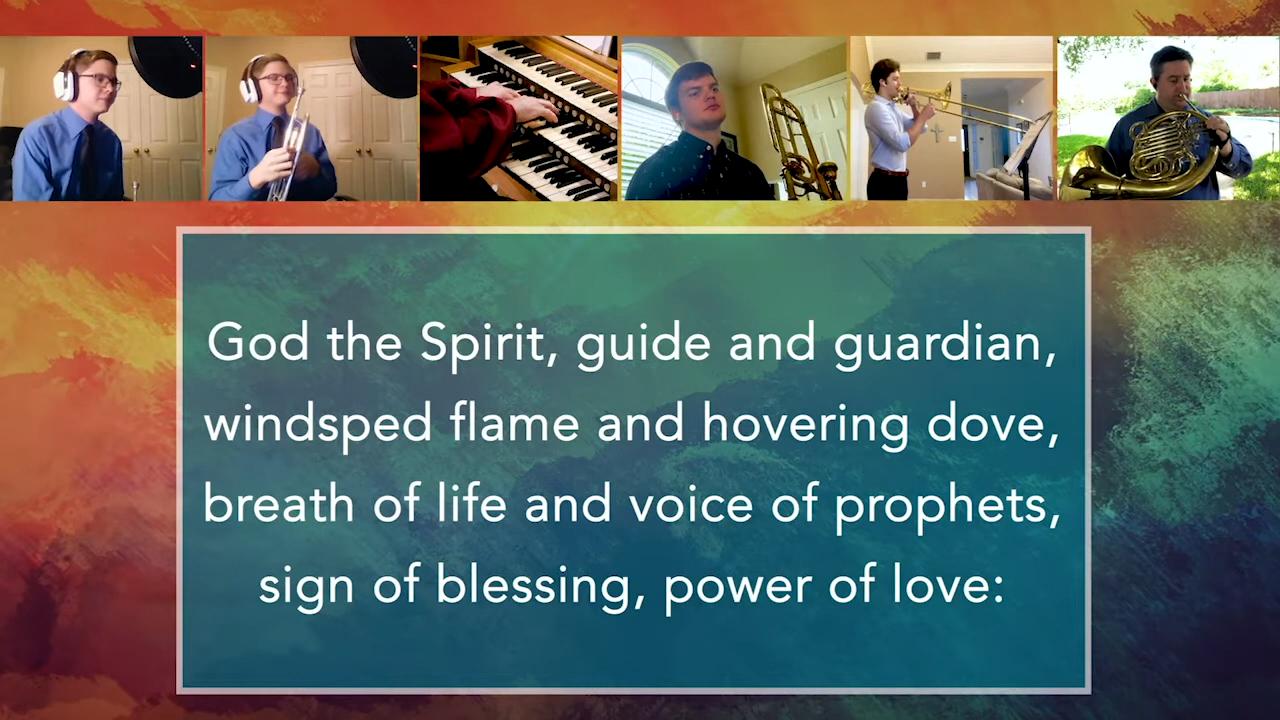 God the Spirit, guide and guardian,
windsped flame and hovering dove,
breath of life and voice of prophets,
sign of blessing, power of love: